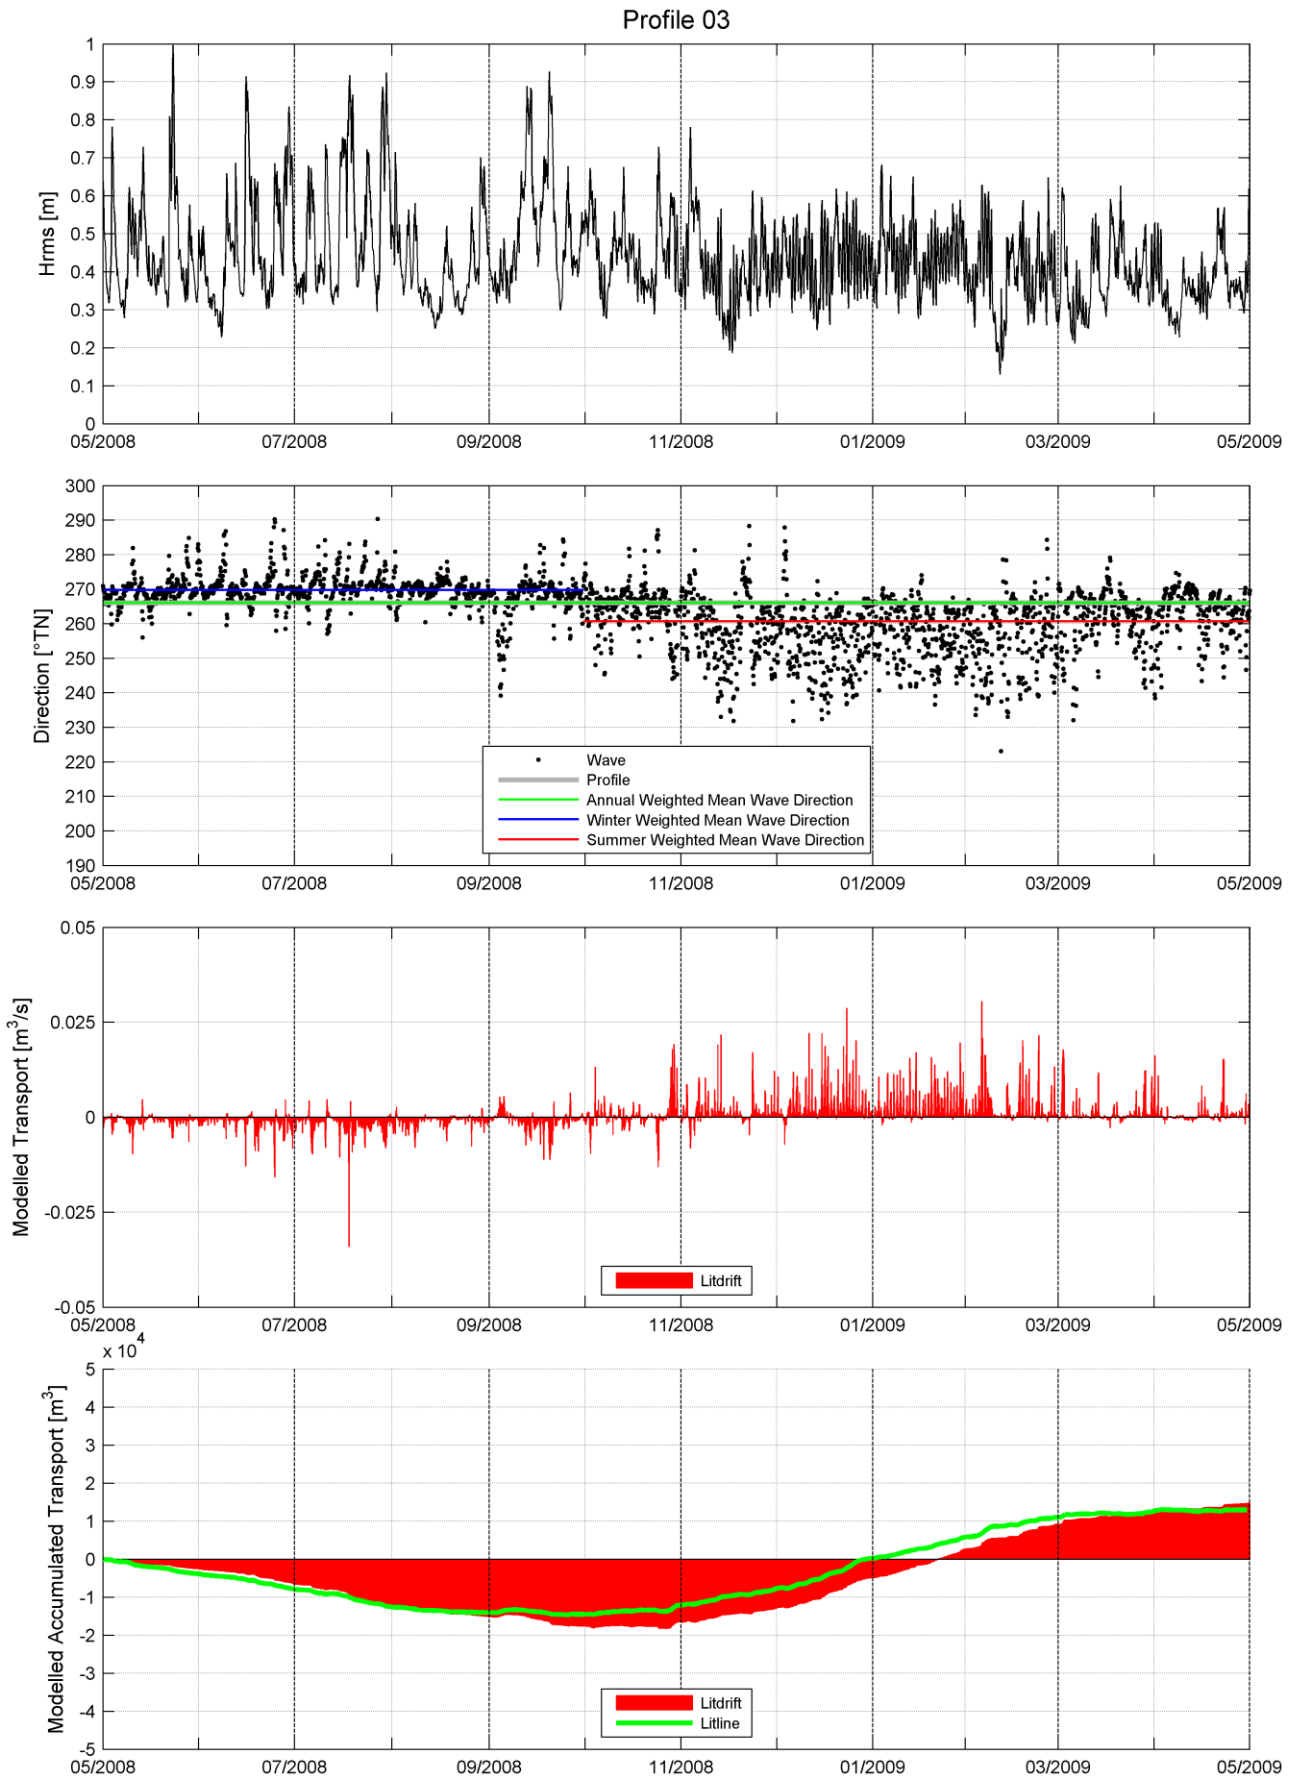 Profile 03
Hrms [m]
1
0.9
0.8
0.7
0.6
0.5
0.4
0.3
0.2
0.1
0
05/2008 07/2008 09/2008 11/2008 01/2009 03/2009 05/2009
Direction [°TN]
300
290
280
270
260
250
240
230
220
210
200
190
Wave
Profile
Annual Weighted Mean Wave Direction
Winter Weighted Mean Wave Direction
Summer Weighted Mean Wave Direction
05/2008 07/2008 09/2008 11/2008 01/2009 03/2009 05/2009
Modelled Transport [m³/s]
0.05
0.025
0
-0.025
-0.05
Litdrift
05/2008 07/2008 09/2008 11/2008 01/2009 03/2009 05/2009
x 10⁴
Modelled Accumulated Transport [m³]
5
4
3
2
1
0
-1
-2
-3
-4
-5
Litdrift
Litline
05/2008 07/2008 09/2008 11/2008 01/2009 03/2009 05/2009